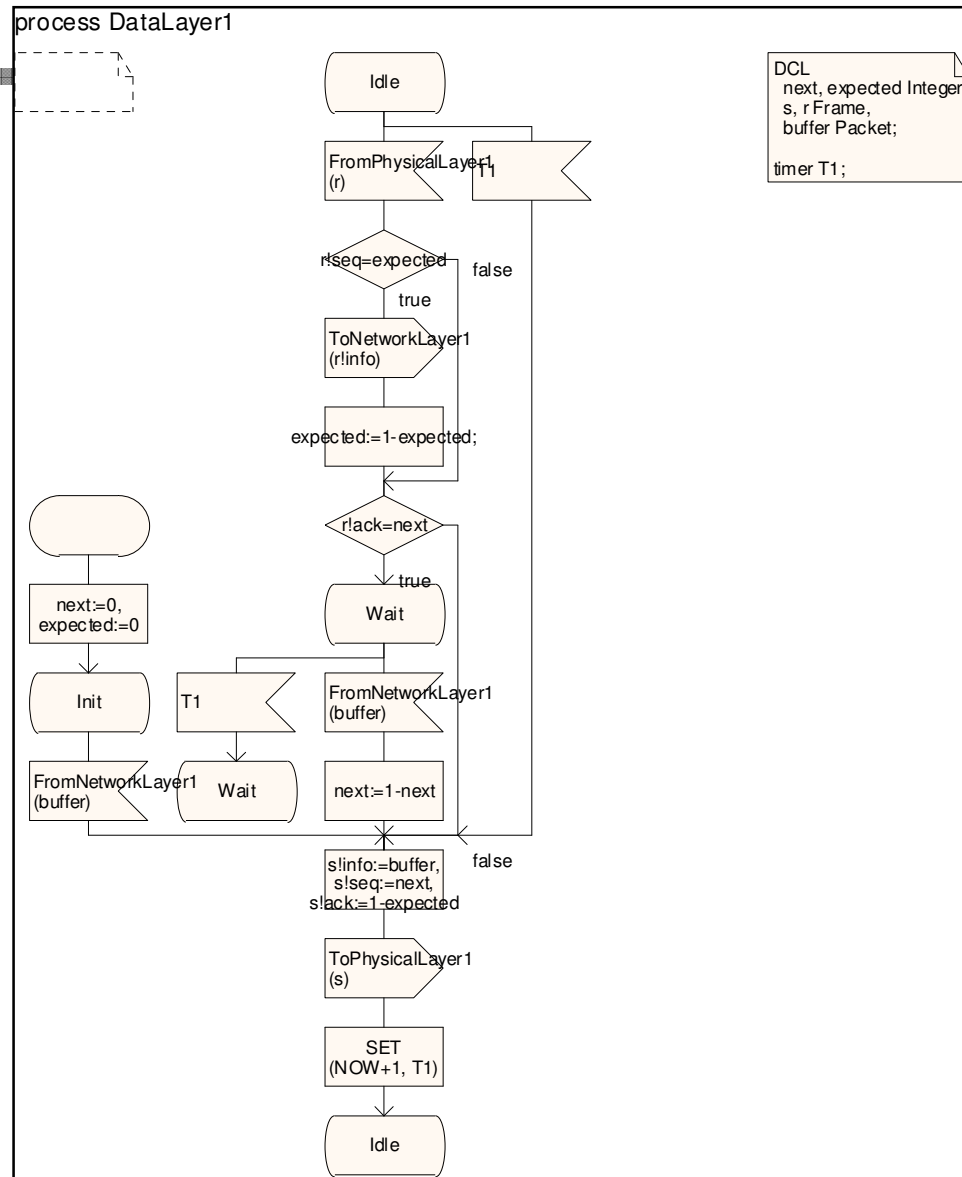 process DataLayer1
Idle
DCL
next, expected Integer
s, r Frame,
buffer Packet;
timer T1;
FromPhysicalLayer1
(r)
T1
r!seq=expected
false
true
ToNetworkLayer1
(r!info)
expected:=1-expected;
r!ack=next
true
next:=0,
expected:=0
Wait
Init
T1
FromNetworkLayer1
(buffer)
FromNetworkLayer1
(buffer)
Wait
next:=1-next
false
s!info:=buffer,
s!seq:=next,
s!ack:=1-expected
ToPhysicalLayer1
(s)
SET
(NOW+1, T1)
Idle